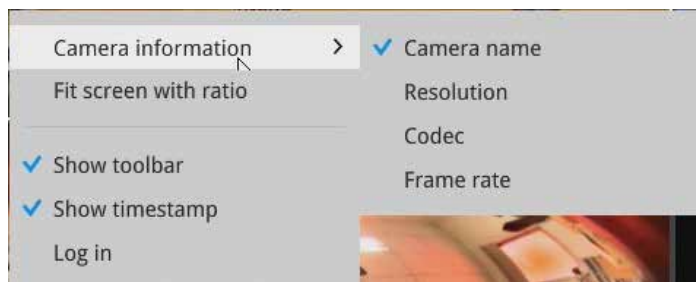 Camera information
Fit screen with ratio
Show toolbar
Show timestamp
Log in
Camera name
Resolution
Codec
Frame rate